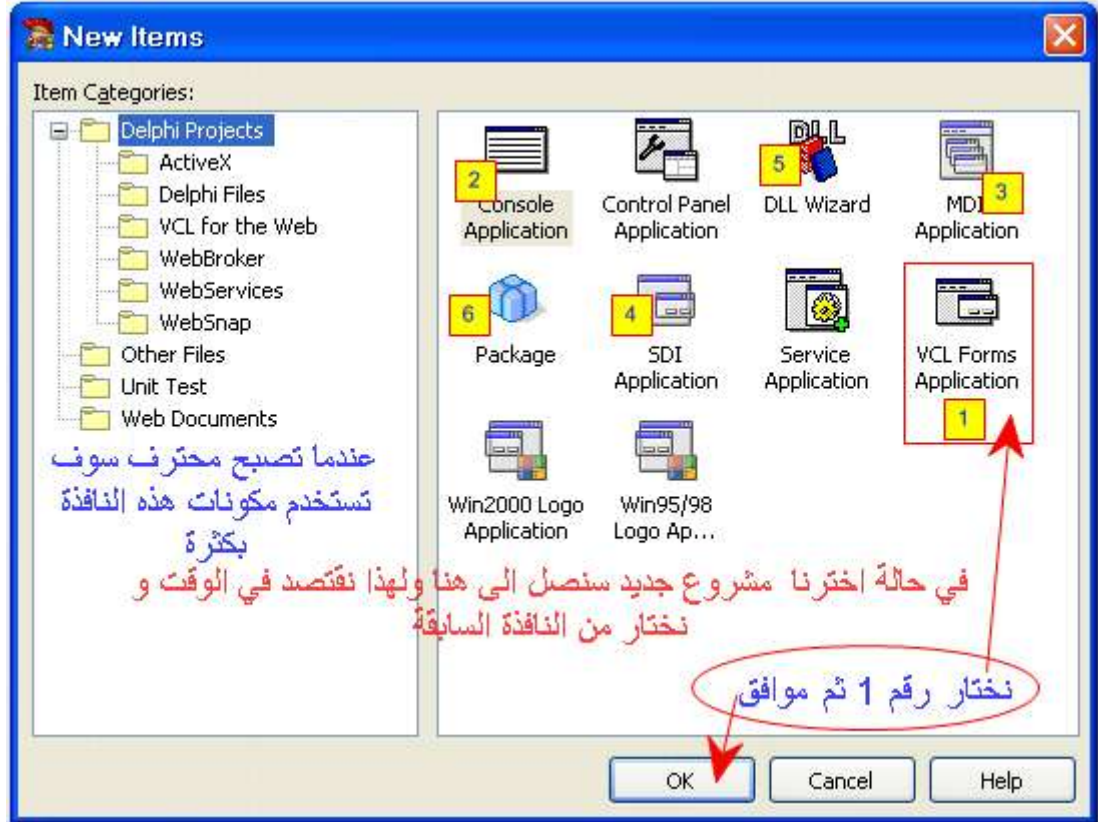 New Items
Item Categories:
Delphi Projects
ActiveX
Delphi Files
VCL for the Web
WebBroker
WebServices
WebSnap
Other Files
Unit Test
Web Documents
عندما تصبح محترف سوف
تستخدم مكونات هذه النافذة
بكثرة
2
Console
Application
Control Panel
Application
DLL
5
DLL Wizard
3
Application
6
Package
4
SDI
Application
Service
Application
VCL Forms
Application
1
Win2000 Logo
Application
Win95/98
Logo Ap...
في حالة اخترنا مشروع جديد سنصل الى هنا ولهذا نقتصد في الوقت و
نختار من النافذة السابقة
نختار رقم 1 ثم موافق
OK
Cancel
Help